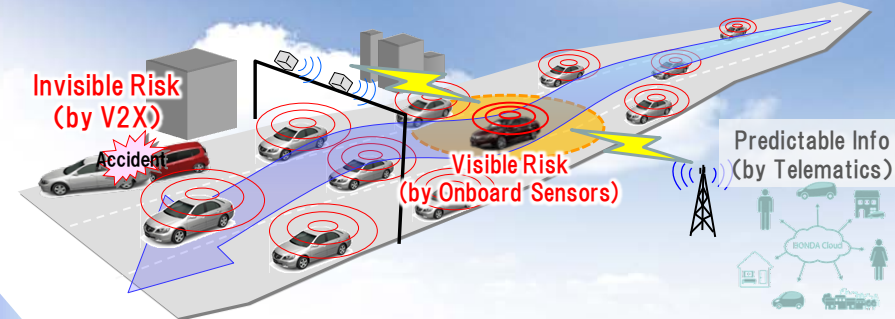 Invisible Risk
(by V2X)
Accident
Visible Risk
(by Onboard Sensors)
Predictable Info
(by Telematics)
BONDA Cloud